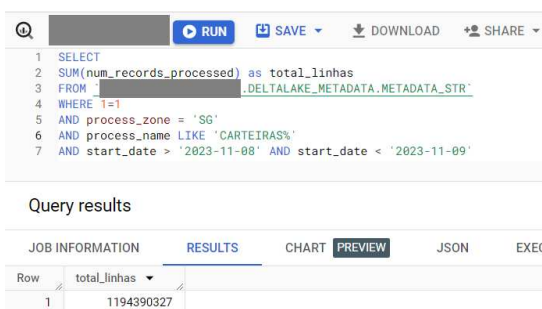 RUN SAVE DOWNLOAD SHARE
1 SELECT
2 SUM(num_records_processed) as total_linhas
3 FROM ` .DELTALAKE_METADATA.METADATA_STR`
4 WHERE 1=1
5 AND process_zone = 'SG'
6 AND process_name LIKE 'CARTEIRAS%'
7 AND start_date > '2023-11-08' AND start_date < '2023-11-09'
Query results
JOB INFORMATION RESULTS CHART PREVIEW JSON EXEC
Row total_linhas
1 1194390327